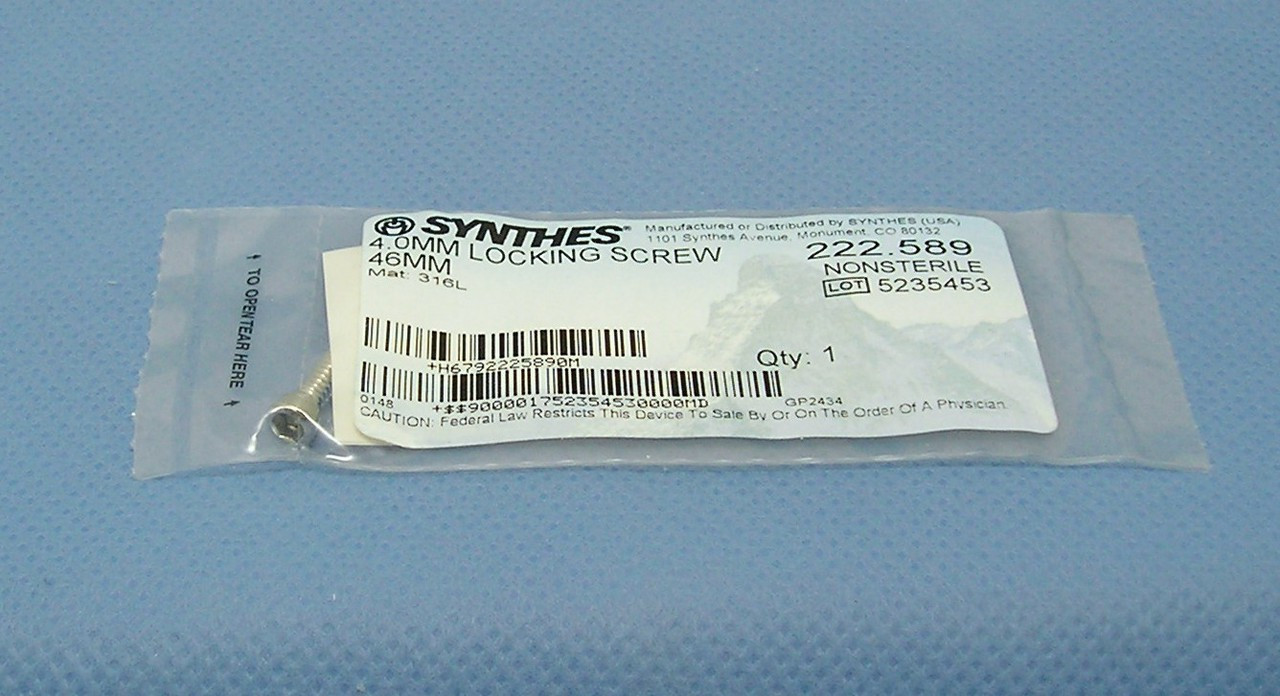 SYNTHES®
Manufactured or Distributed by SYNTHES (USA)
1101 Synthes Avenue, Monument, CO 80132
4.0MM LOCKING SCREW
46MM
Mat: 316L
222.589
NONSTERILE
LOT 5235453
+H6792225890M
Qty: 1
0148
+$$900001752354530000MD
GP2434
CAUTION: Federal Law Restricts This Device To Sale By Or On The Order Of A Physician.
TO OPEN TEAR HERE